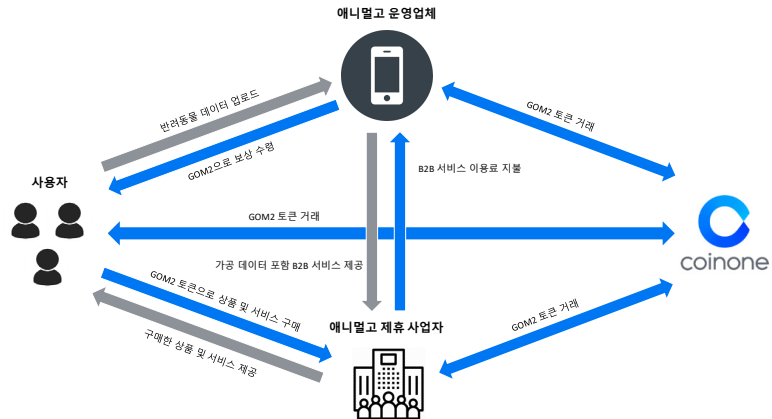 애니멀고 운영업체
반려동물 데이터 업로드
GOM2 토큰 거래
GOM2으로 보상 수령
B2B 서비스 이용료 지불
사용자
GOM2 토큰 거래
coinone
가공 데이터 포함 B2B 서비스 제공
GOM2 토큰으로 상품 및 서비스 구매
GOM2 토큰 거래
애니멀고 제휴 사업자
구매한 상품 및 서비스 제공